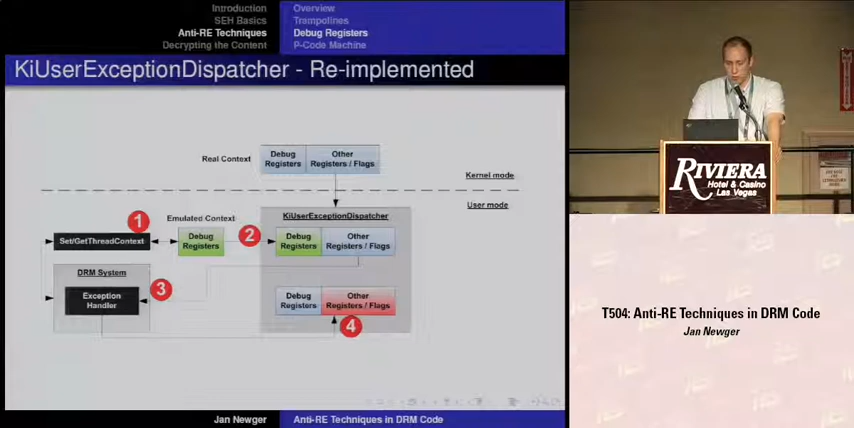 Introduction
SEH Basics
Anti-RE Techniques
Decrypting the Content
Overview
Trampolines
Debug Registers
P-Code Machine
KiUserExceptionDispatcher - Re-implemented
Real Context
Debug
Registers
Other
Registers / Flags
Kernel mode
User mode
1
Emulated Context
KiUserExceptionDispatcher
Set/GetThreadContext
Debug
Registers
2
Debug
Registers
Other
Registers / Flags
DRM System
Exception
Handler
3
Debug
Registers
Other
Registers / Flags
4
Jan Newger
Anti-RE Techniques in DRM Code
RIVIERA
Hotel & Casino
Las Vegas
T504: Anti-RE Techniques in DRM Code
Jan Newger